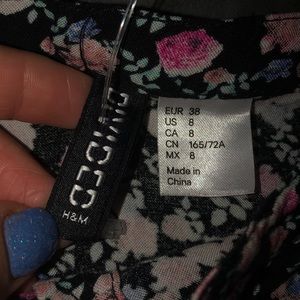 DIVIDED
H&M
EUR 38
US 8
CA 8
CN 165/72A
MX 8
Made in
China